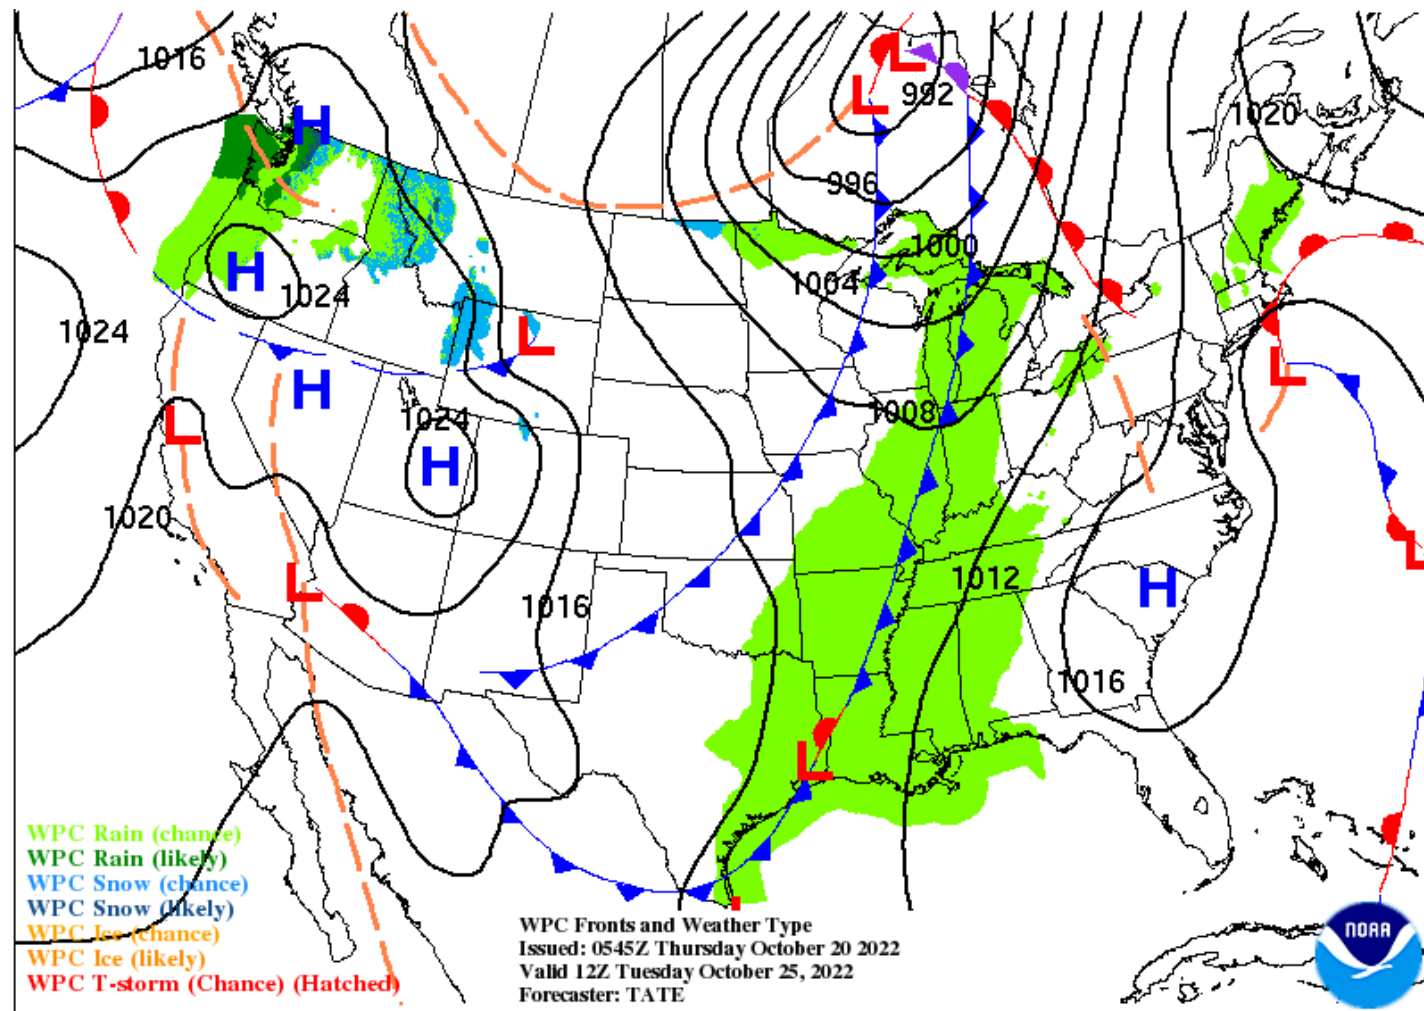 1016
H
L
L
992
1020
996
1000
H
1004
1024
1024
L
H
L
1024
1008
L
H
1020
L
1012
L
H
1016
1016
L
WPC Rain (chance)
WPC Rain (likely)
WPC Snow (chance)
WPC Snow (likely)
WPC Ice (chance)
WPC Ice (likely)
WPC T-storm (Chance) (Hatched)
WPC Fronts and Weather Type
Issued: 0545Z Thursday October 20 2022
Valid 12Z Tuesday October 25, 2022
Forecaster: TATE
NOAA